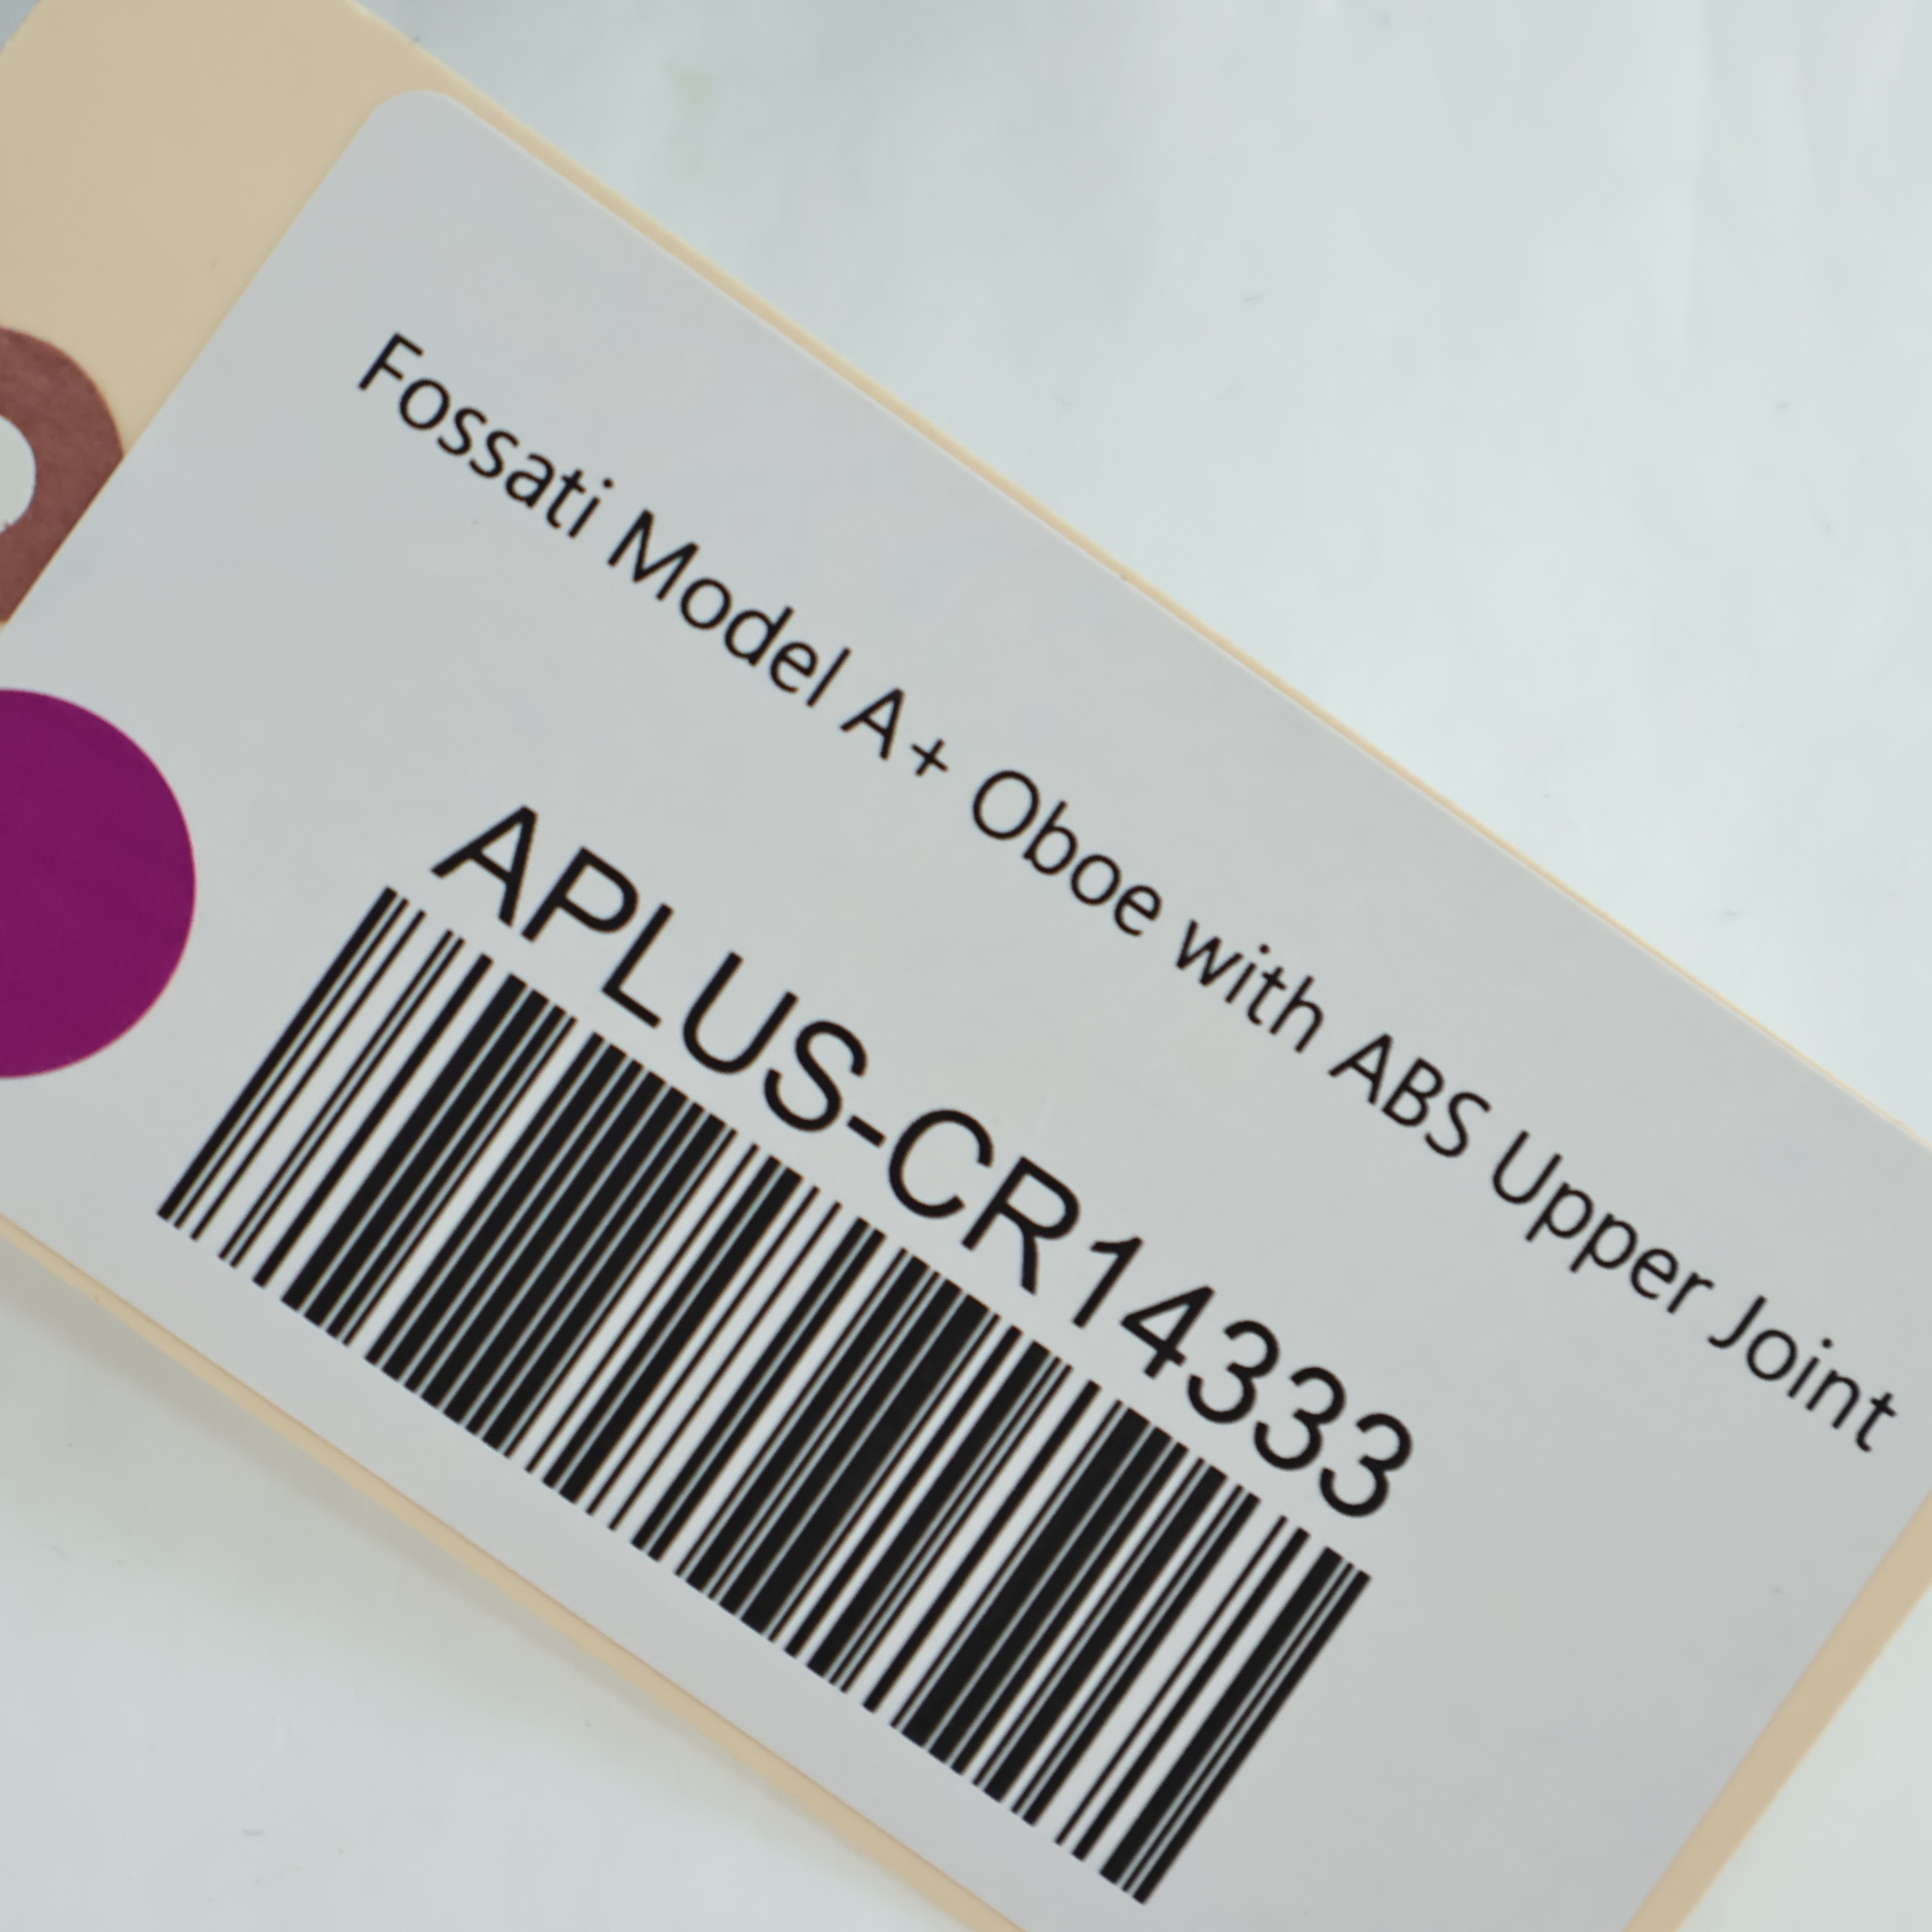 Fossati Model A+ Oboe with ABS Upper Joint
APLUS-CR14333